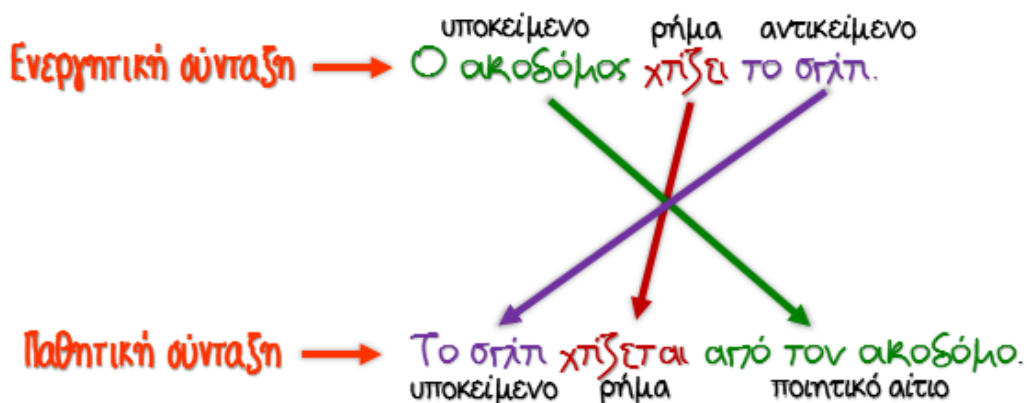 υποκείμενο ρήμα αντικείμενο
Ενεργητική σύνταξη Ο οικοδόμος χτίζει το σπίτι.
Παθητική σύνταξη Το σπίτι χτίζεται από τον οικοδόμο.
υποκείμενο ρήμα ποιητικό αίτιο